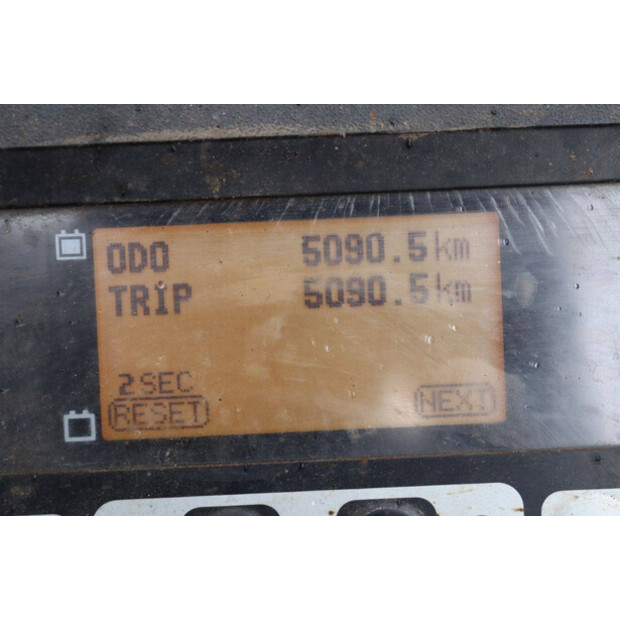 ODO 5090.5km
TRIP 5090.5km
2SEC
RESET NEXT